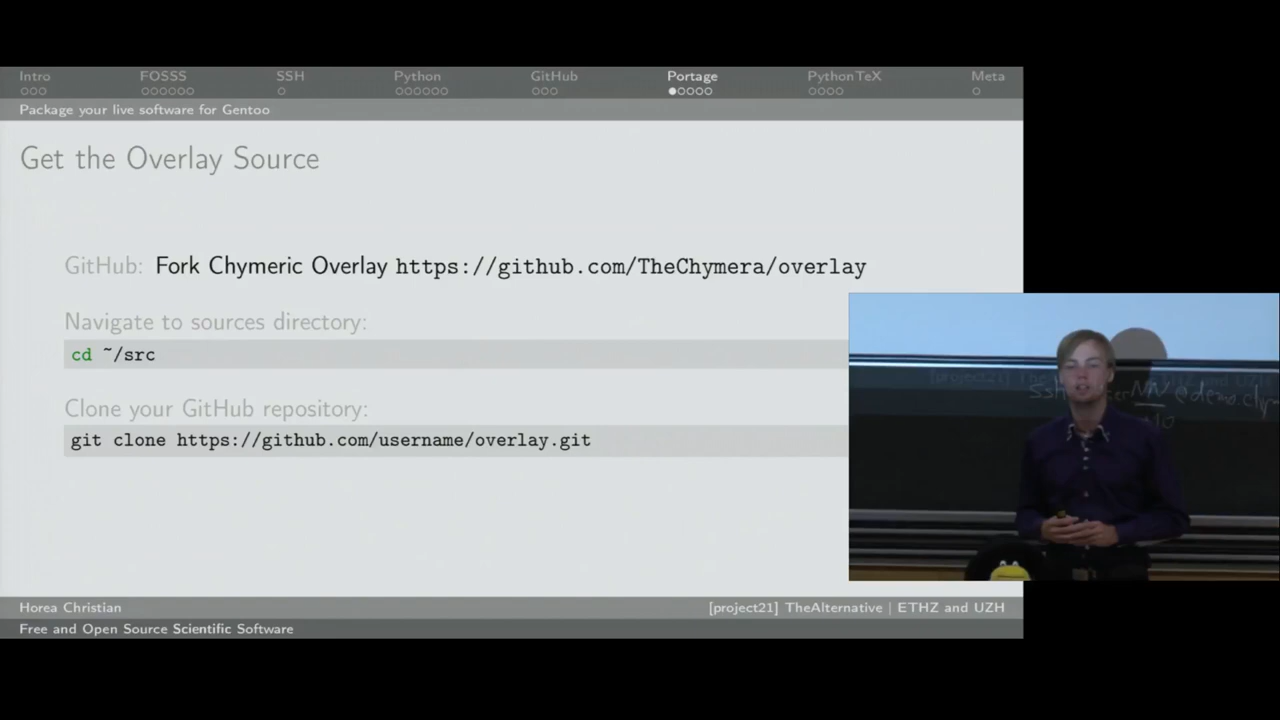 Intro FOSSS SSH Python GitHub Portage PythonTeX Meta
Package your live software for Gentoo
Get the Overlay Source
GitHub: Fork Chymeric Overlay https://github.com/TheChymera/overlay
Navigate to sources directory:
cd ~/src
Clone your GitHub repository:
git clone https://github.com/username/overlay.git
Horea Christian [project21] TheAlternative | ETHZ and UZH
Free and Open Source Scientific Software